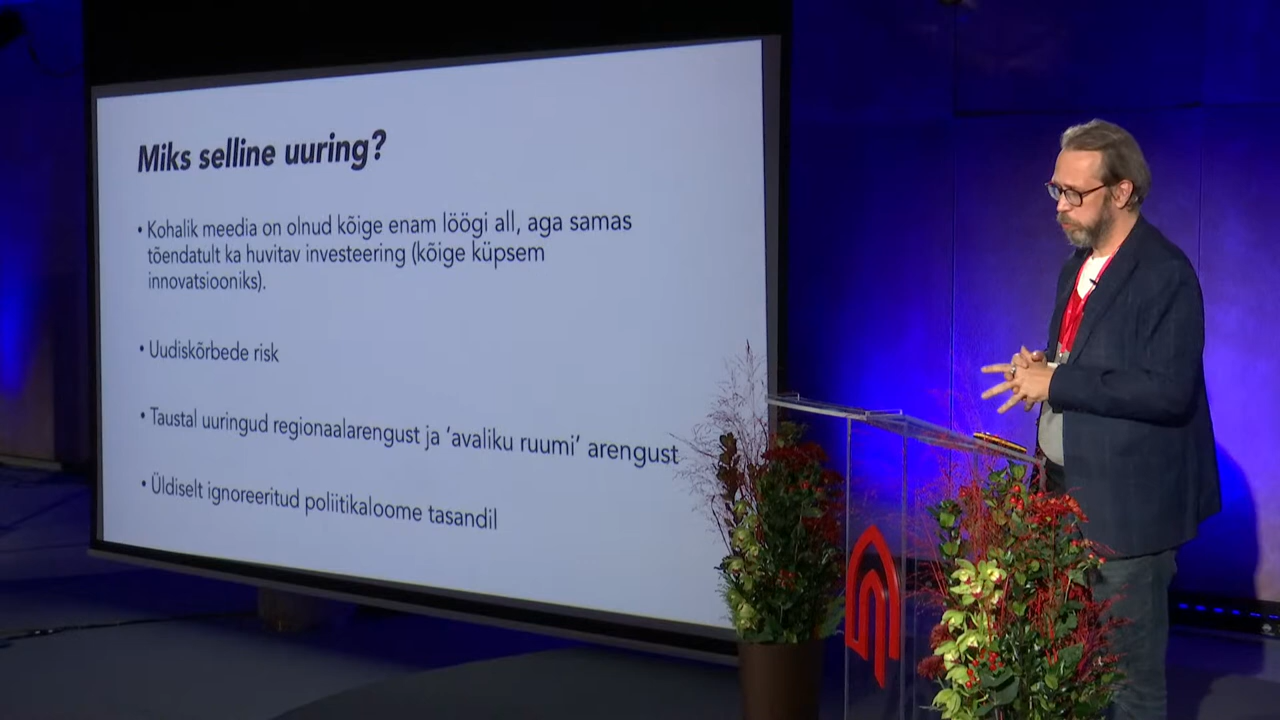 Miks selline uuring?
• Kohalik meedia on olnud kõige enam löögi all, aga samas
tõendatult ka huvitav investeering (kõige küpsem
innovatsiooniks).
• Uudiskõrbede risk
• Taustal uuringud regionaalarengust ja ‘avaliku ruumi’ arengust
• Üldiselt ignoreeritud poliitikaloome tasandil